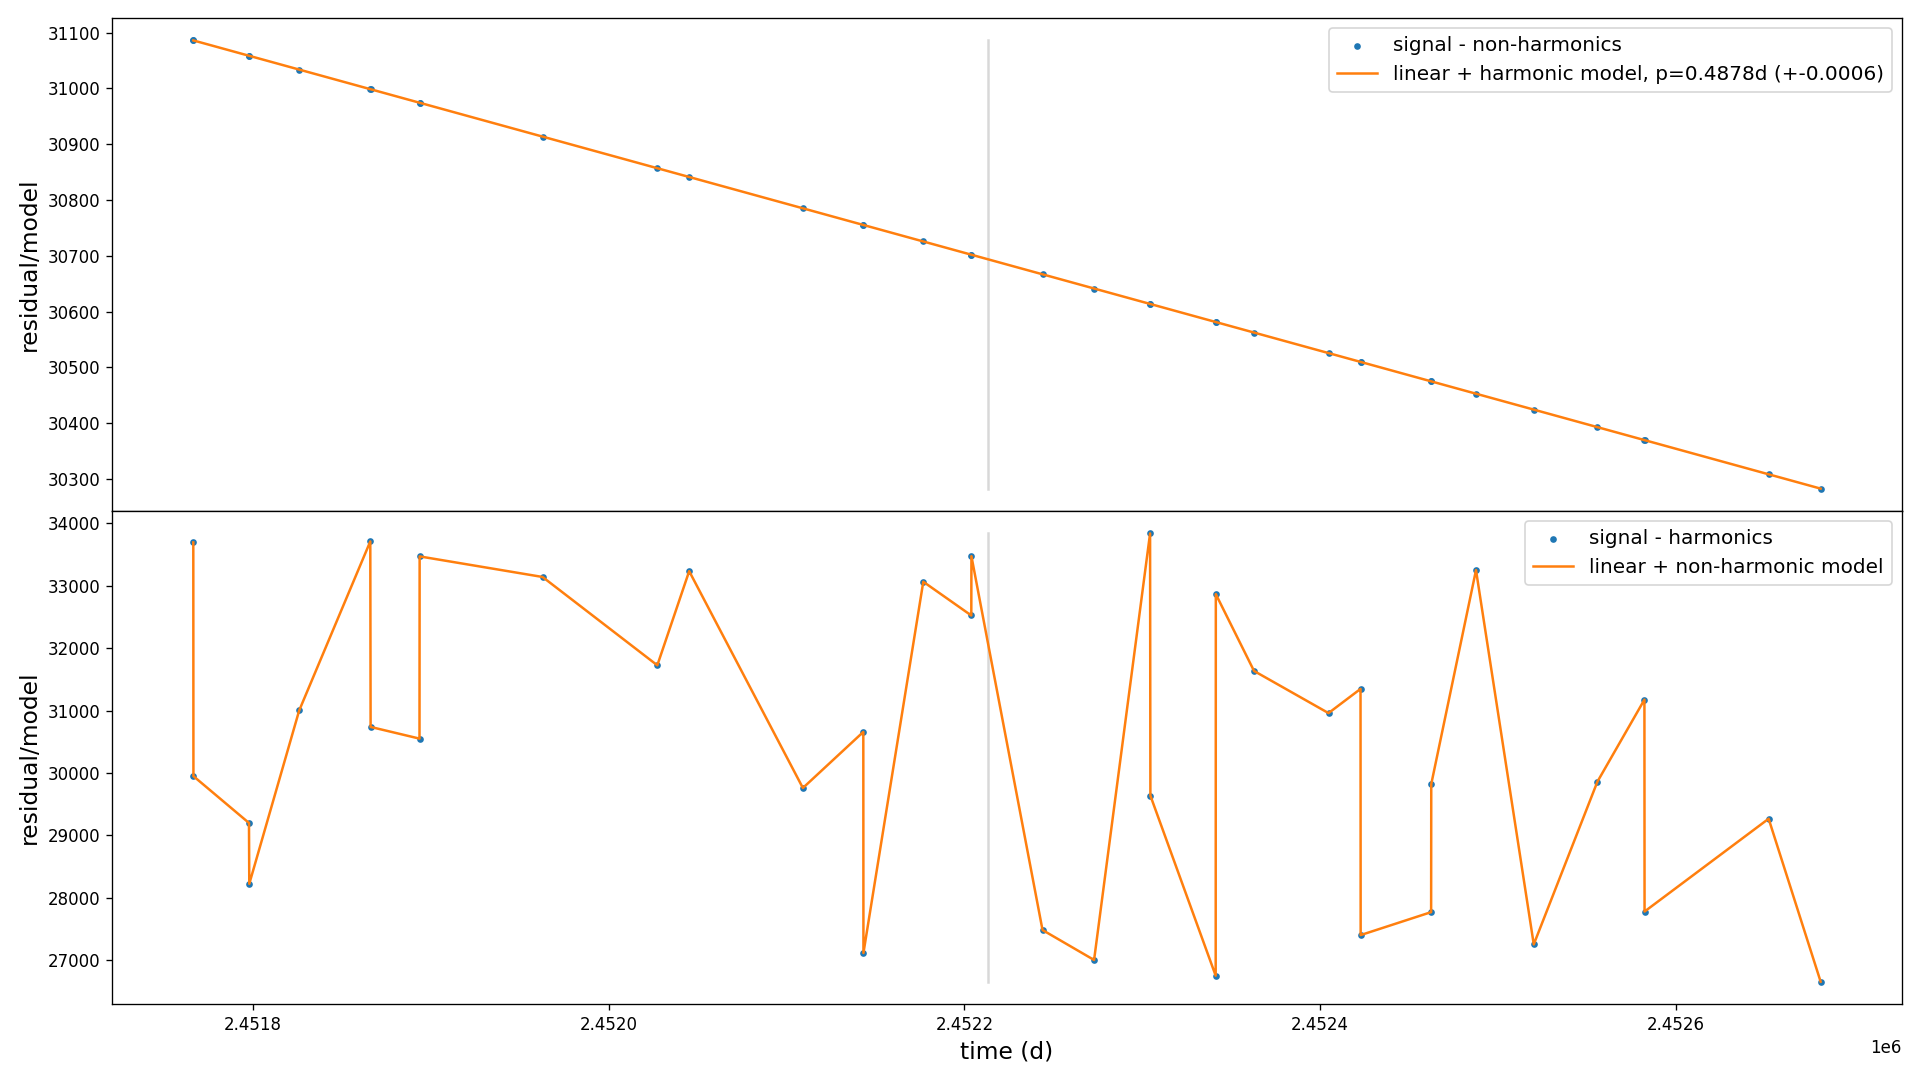 31100
31000
30900
30800
30700
30600
30500
30400
30300
residual/model
signal - non-harmonics
linear + harmonic model, p=0.4878d (+-0.0006)
34000
33000
32000
31000
30000
29000
28000
27000
residual/model
signal - harmonics
linear + non-harmonic model
2.4518
2.4520
2.4522
2.4524
2.4526
1e6
time (d)